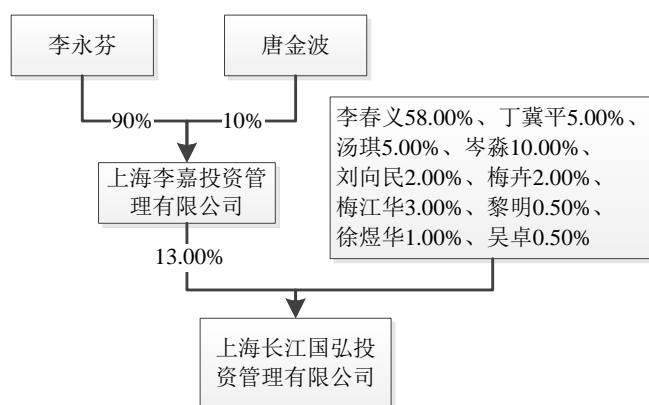 李永芬
唐金波
90%
10%
李春义58.00%、丁冀平5.00%、
汤琪5.00%、岑淼10.00%、
刘向民2.00%、梅卉2.00%、
梅江华3.00%、黎明0.50%、
徐煜华1.00%、吴卓0.50%
上海李嘉投资管
理有限公司
13.00%
上海长江国弘投
资管理有限公司